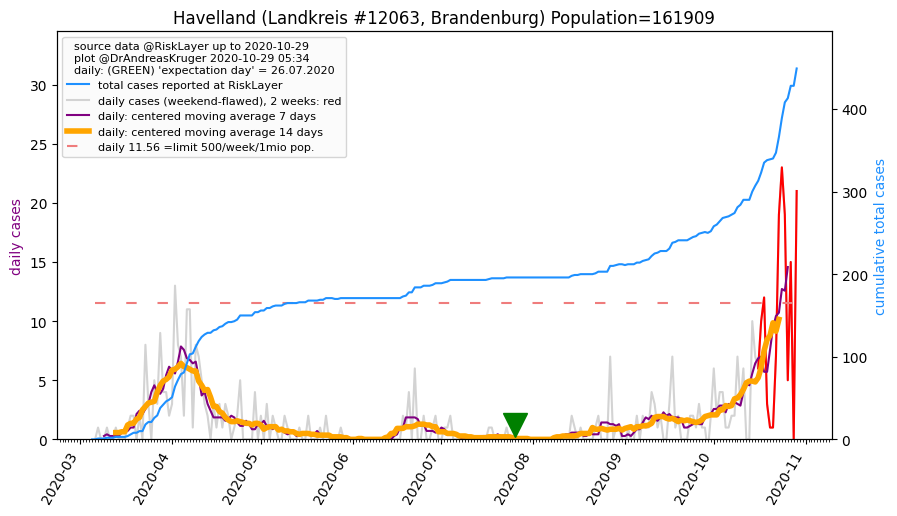 Havelland (Landkreis #12063, Brandenburg) Population=161909
source data @RiskLayer up to 2020-10-29
plot @DrAndreasKruger 2020-10-29 05:34
daily: (GREEN) 'expectation day' = 26.07.2020
total cases reported at RiskLayer
daily cases (weekend-flawed), 2 weeks: red
daily: centered moving average 7 days
daily: centered moving average 14 days
daily 11.56 =limit 500/week/1mio pop.
daily cases
30
25
20
15
10
5
0
cumulative total cases
400
300
200
100
0
2020-03
2020-04
2020-05
2020-06
2020-07
2020-08
2020-09
2020-10
2020-11